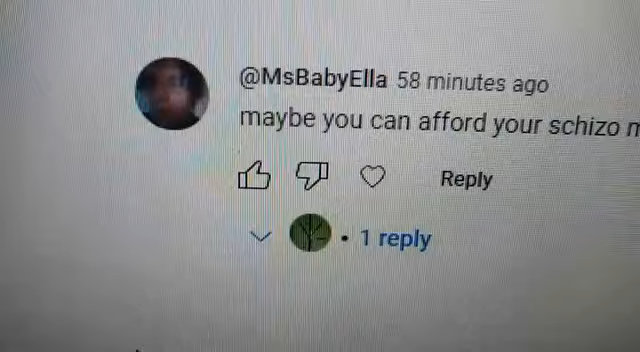 @MsBabyElla 58 minutes ago
maybe you can afford your schizo
Reply
• 1 reply